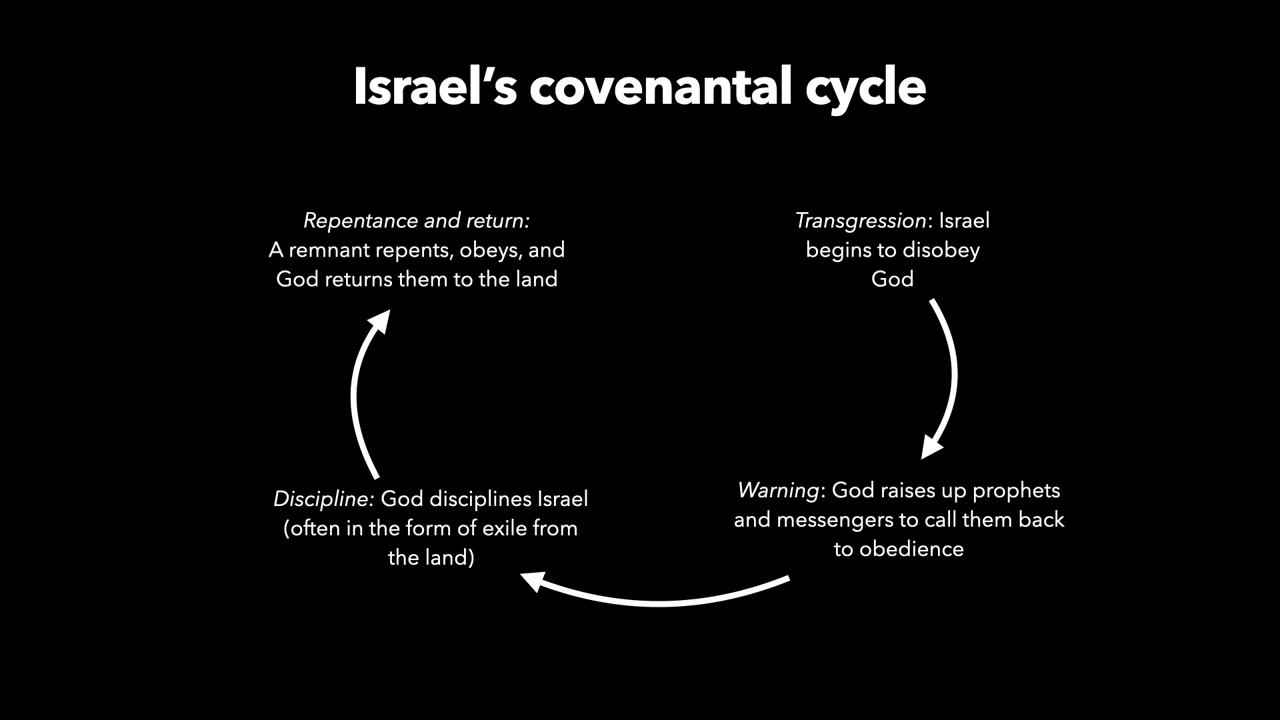 Israel’s covenantal cycle
Repentance and return:
A remnant repents, obeys, and
God returns them to the land
Transgression: Israel
begins to disobey
God
Discipline: God disciplines Israel
(often in the form of exile from
the land)
Warning: God raises up prophets
and messengers to call them back
to obedience